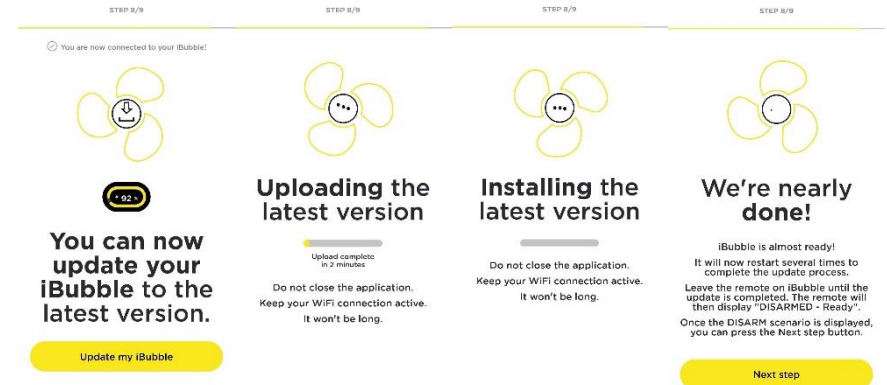 STEP 8/9
You are now connected to your iBubble!
92 %
You can now
update your
iBubble to the
latest version.
Update my iBubble
STEP 8/9
Uploading the
latest version
Upload complete
in 2 minutes
Do not close the application.
Keep your WiFi connection active.
It won't be long.
STEP 8/9
Installing the
latest version
Do not close the application.
Keep your WiFi connection active.
It won't be long.
STEP 8/9
We're nearly
done!
iBubble is almost ready!
It will now restart several times to
complete the update process.
Leave the remote on iBubble until the
update is completed. The remote will
then display "DISARMED - Ready".
Once the DISARM scenario is displayed,
you can press the Next step button.
Next step